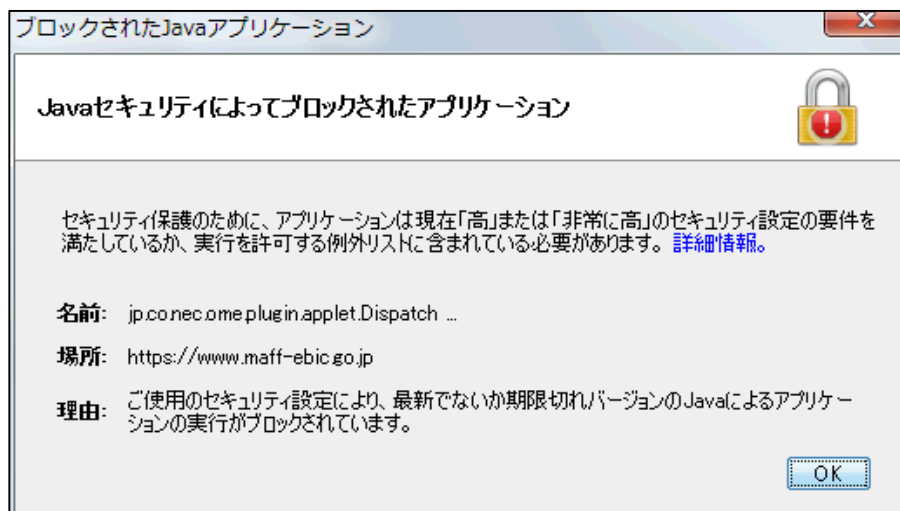 ブロックされたJavaアプリケーション
Javaセキュリティによってブロックされたアプリケーション
セキュリティ保護のために、アプリケーションは現在「高」または「非常に高」のセキュリティ設定の要件を
満たしているか、実行を許可する例外リストに含まれている必要があります。詳細情報。
名前: jp.co.nec.ome.plugin.applet.Dispatch ...
場所: https://www.maff-ebic.go.jp
理由: ご使用のセキュリティ設定により、最新でないか期限切れバージョンのJavaによるアプリケー
ションの実行がブロックされています。
OK